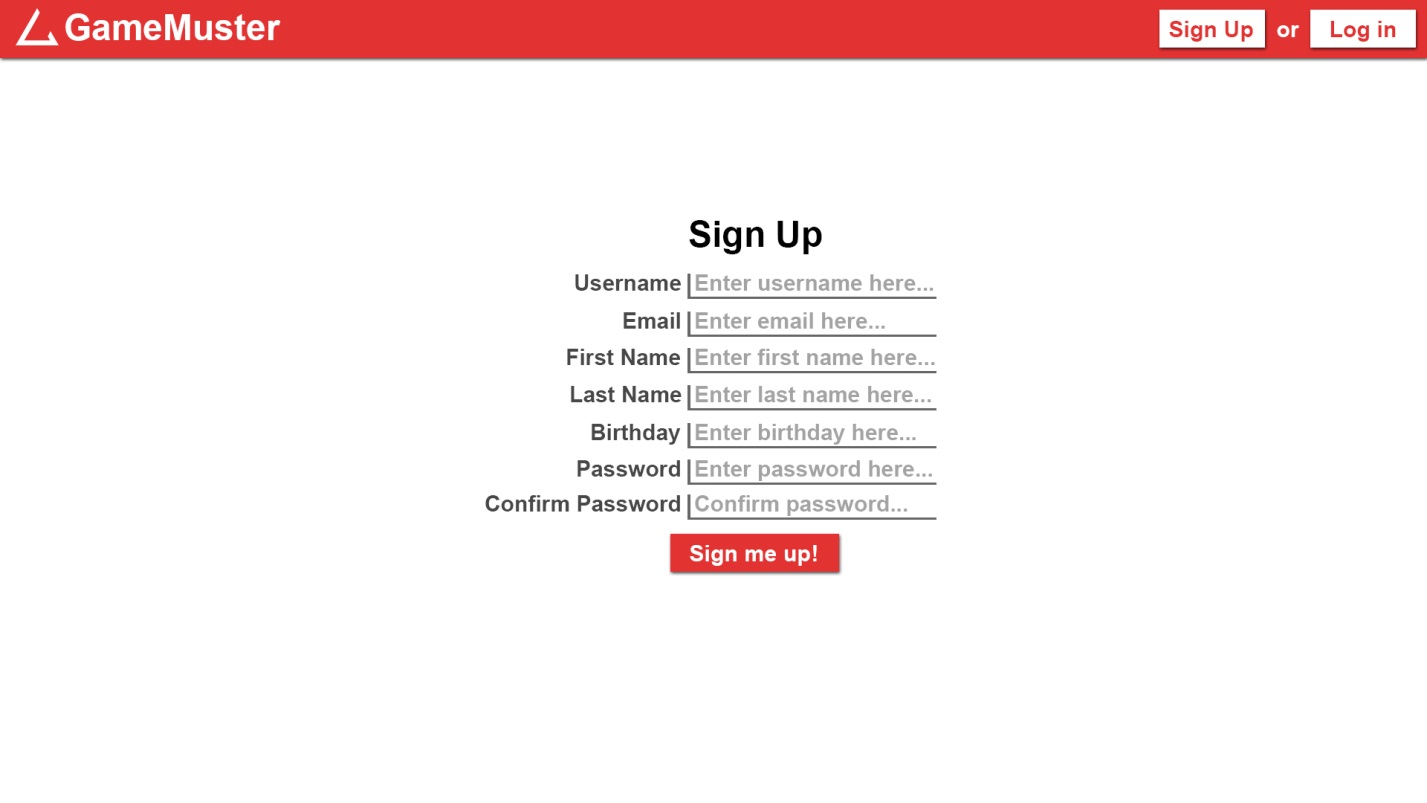 GameMuster
Sign Up or Log in
Sign Up
Username Enter username here...
Email Enter email here...
First Name Enter first name here...
Last Name Enter last name here...
Birthday Enter birthday here...
Password Enter password here...
Confirm Password Confirm password...
Sign me up!